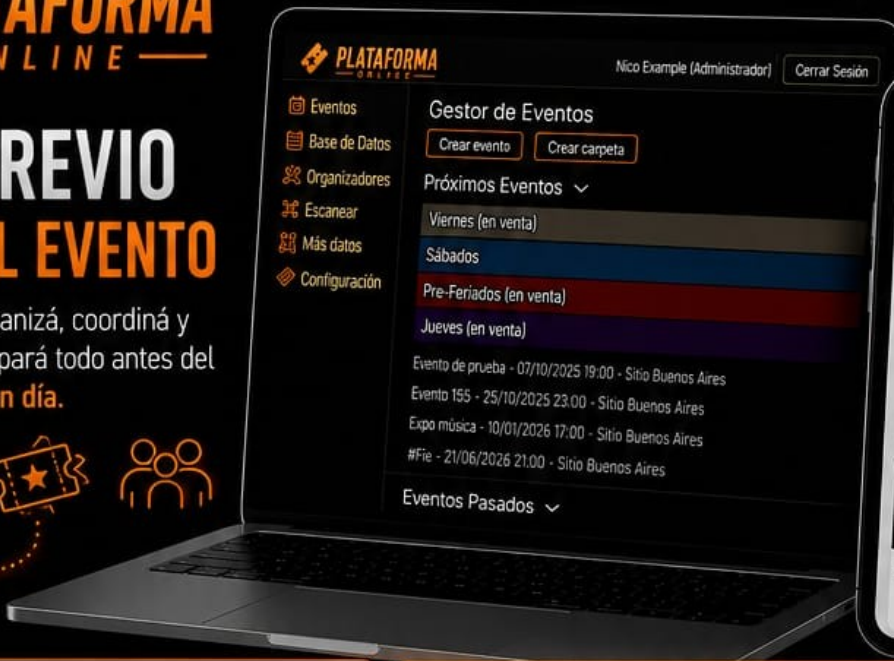 AFORMA
NLINE
REVIO
L EVENTO
anizá, coordiná y
pará todo antes del
n día.
PLATAFORMA
ONLINE
Nico Example (Administrador)
Cerrar Sesión
Eventos
Base de Datos
Organizadores
Escanear
Más datos
Configuración
Gestor de Eventos
Crear evento
Crear carpeta
Próximos Eventos
Viernes (en venta)
Sábados
Pre-Feriados (en venta)
Jueves (en venta)
Evento de prueba - 07/10/2025 19:00 - Sitio Buenos Aires
Evento 155 - 25/10/2025 23:00 - Sitio Buenos Aires
Expo música - 10/01/2026 17:00 - Sitio Buenos Aires
#Fie - 21/06/2026 21:00 - Sitio Buenos Aires
Eventos Pasados